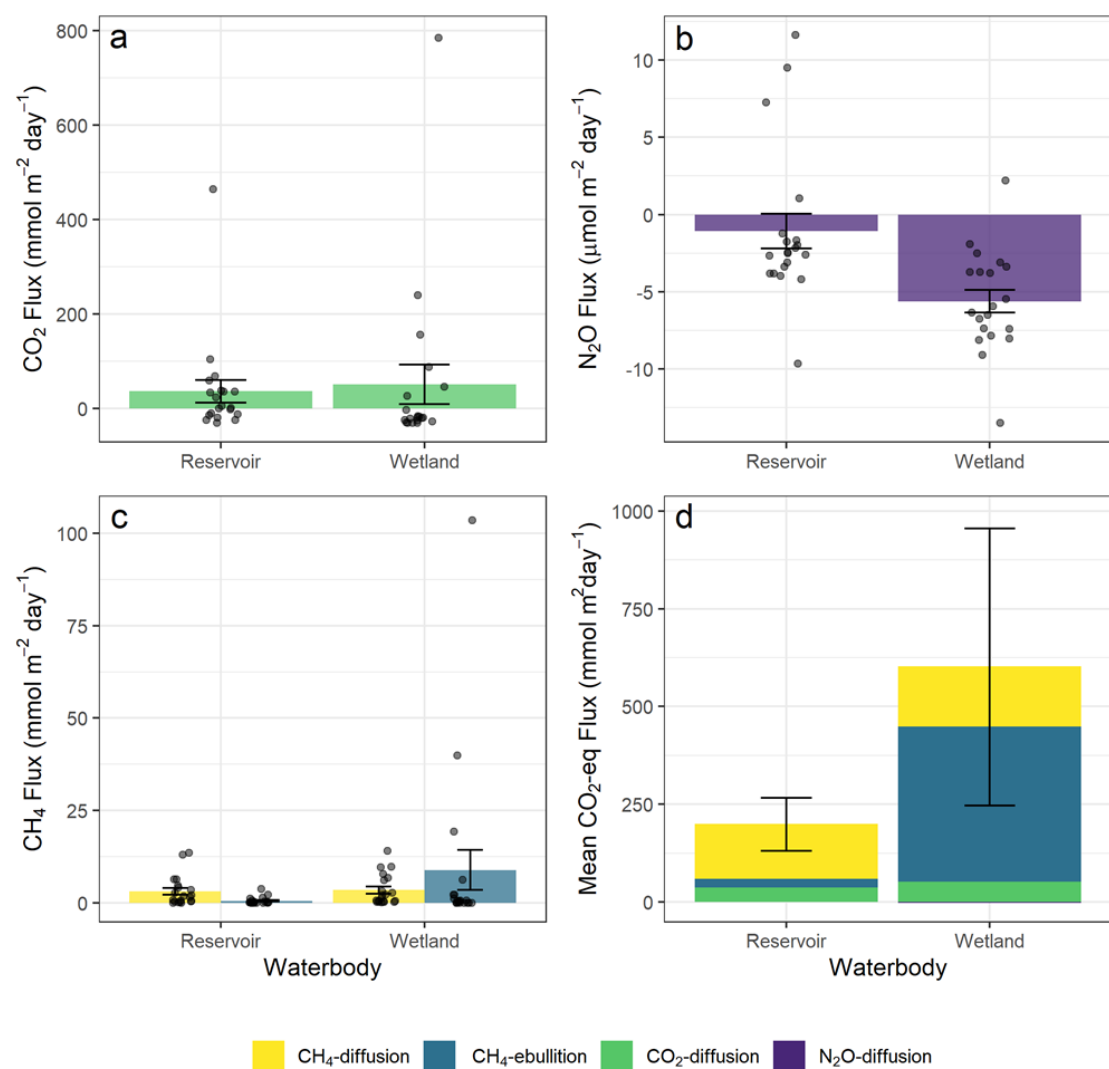 a
CO₂ Flux (mmol m⁻² day⁻¹)
800
600
400
200
0
Reservoir
Wetland
b
N₂O Flux (μmol m⁻² day⁻¹)
10
5
0
-5
-10
Reservoir
Wetland
c
CH₄ Flux (mmol m⁻² day⁻¹)
100
75
50
25
0
Reservoir
Wetland
Waterbody
d
Mean CO₂-eq Flux (mmol m²day⁻¹)
1000
750
500
250
0
Reservoir
Wetland
Waterbody
CH₄-diffusion
CH₄-ebullition
CO₂-diffusion
N₂O-diffusion